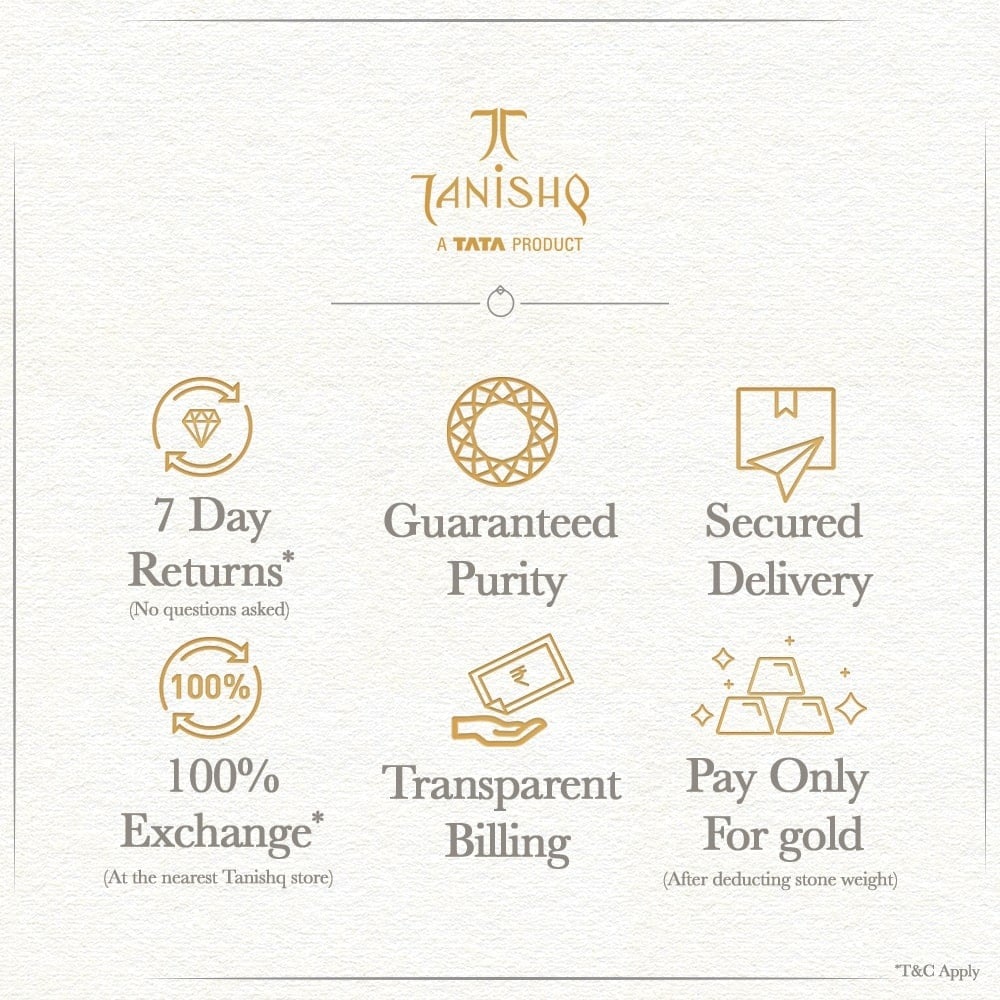 TANISHQ
A TATA PRODUCT
7 Day
Returns*
(No questions asked)
Guaranteed
Purity
Secured
Delivery
100%
100%
Exchange*
(At the nearest Tanishq store)
₹
Transparent
Billing
Pay Only
For gold
(After deducting stone weight)
*T&C Apply